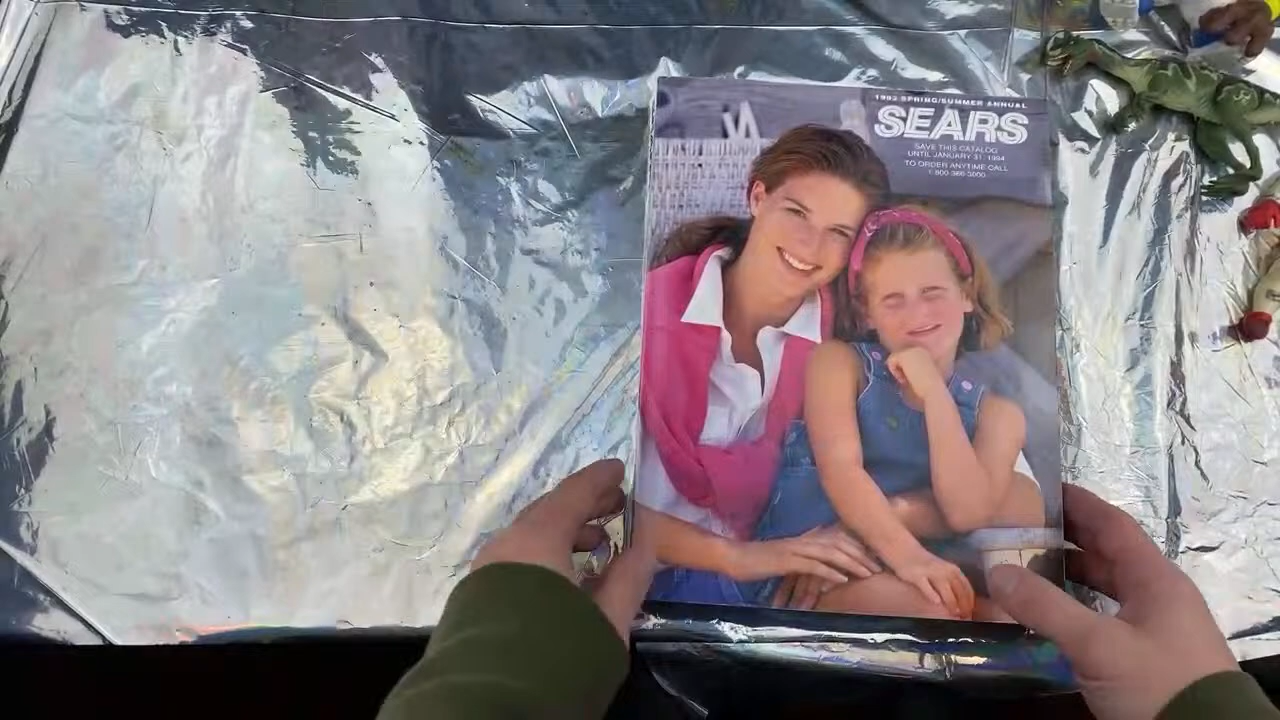 1993 SPRING/SUMMER ANNUAL
SEARS
SAVE THIS CATALOG
UNTIL JANUARY 31, 1994
TO ORDER ANYTIME CALL
1-800-366-3000